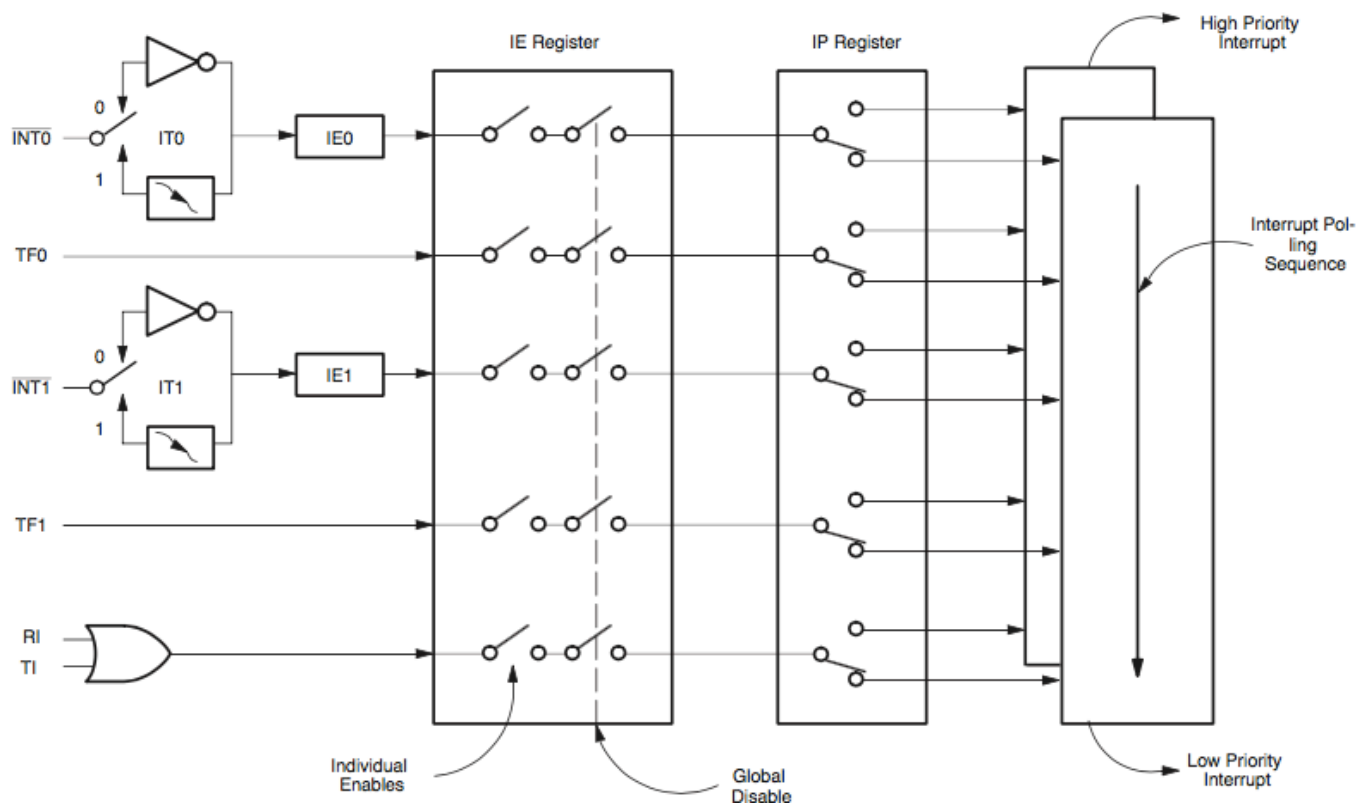 IE Register
IP Register
High Priority
Interrupt
0
INT0
IT0
1
IE0
TF0
Interrupt Pol-
ling
Sequence
0
INT1
IT1
1
IE1
TF1
RI
TI
Individual
Enables
Global
Disable
Low Priority
Interrupt